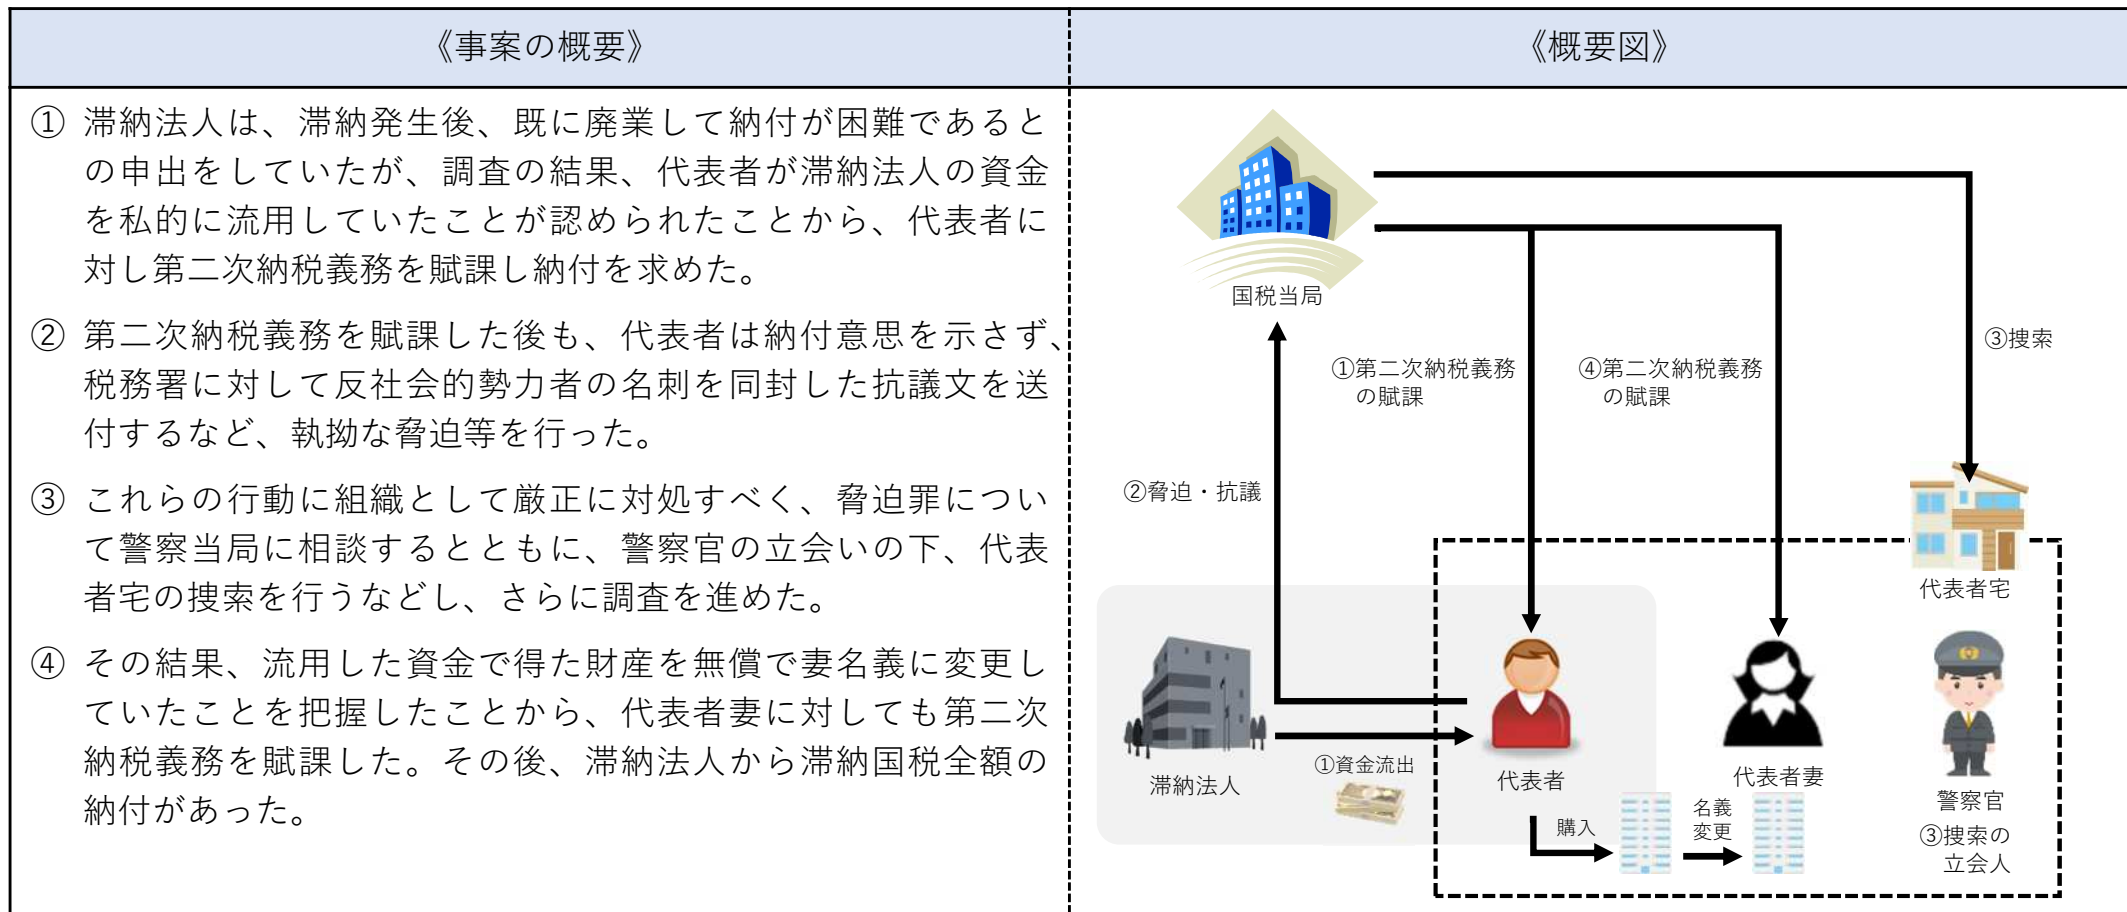 《事案の概要》
① 滞納法人は、滞納発生後、既に廃業して納付が困難であると
の申出をしていたが、調査の結果、代表者が滞納法人の資金
を私的に流用していたことが認められたことから、代表者に
対し第二次納税義務を賦課し納付を求めた。
② 第二次納税義務を賦課した後も、代表者は納付意思を示さず、
税務署に対して反社会的勢力者の名刺を同封した抗議文を送
付するなど、執拗な脅迫等を行った。
③ これらの行動に組織として厳正に対処すべく、脅迫罪につい
て警察当局に相談するとともに、警察官の立会いの下、代表
者宅の捜索を行うなどし、さらに調査を進めた。
④ その結果、流用した資金で得た財産を無償で妻名義に変更し
ていたことを把握したことから、代表者妻に対しても第二次
納税義務を賦課した。その後、滞納法人から滞納国税全額の
納付があった。
《概要図》
国税当局
③捜索
①第二次納税義務
の賦課
④第二次納税義務
の賦課
②脅迫・抗議
代表者宅
滞納法人
①資金流出
代表者
代表者妻
警察官
③捜索の
立会人
購入
名義
変更